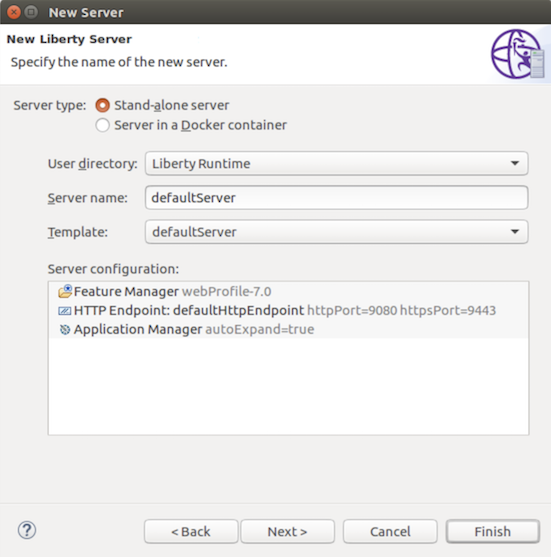 New Server
New Liberty Server
Specify the name of the new server.
Server type: Stand-alone server
Server in a Docker container
User directory: Liberty Runtime
Server name: defaultServer
Template: defaultServer
Server configuration:
Feature Manager webProfile-7.0
HTTP Endpoint: defaultHttpEndpoint httpPort=9080 httpsPort=9443
Application Manager autoExpand=true
? < Back Next > Cancel Finish